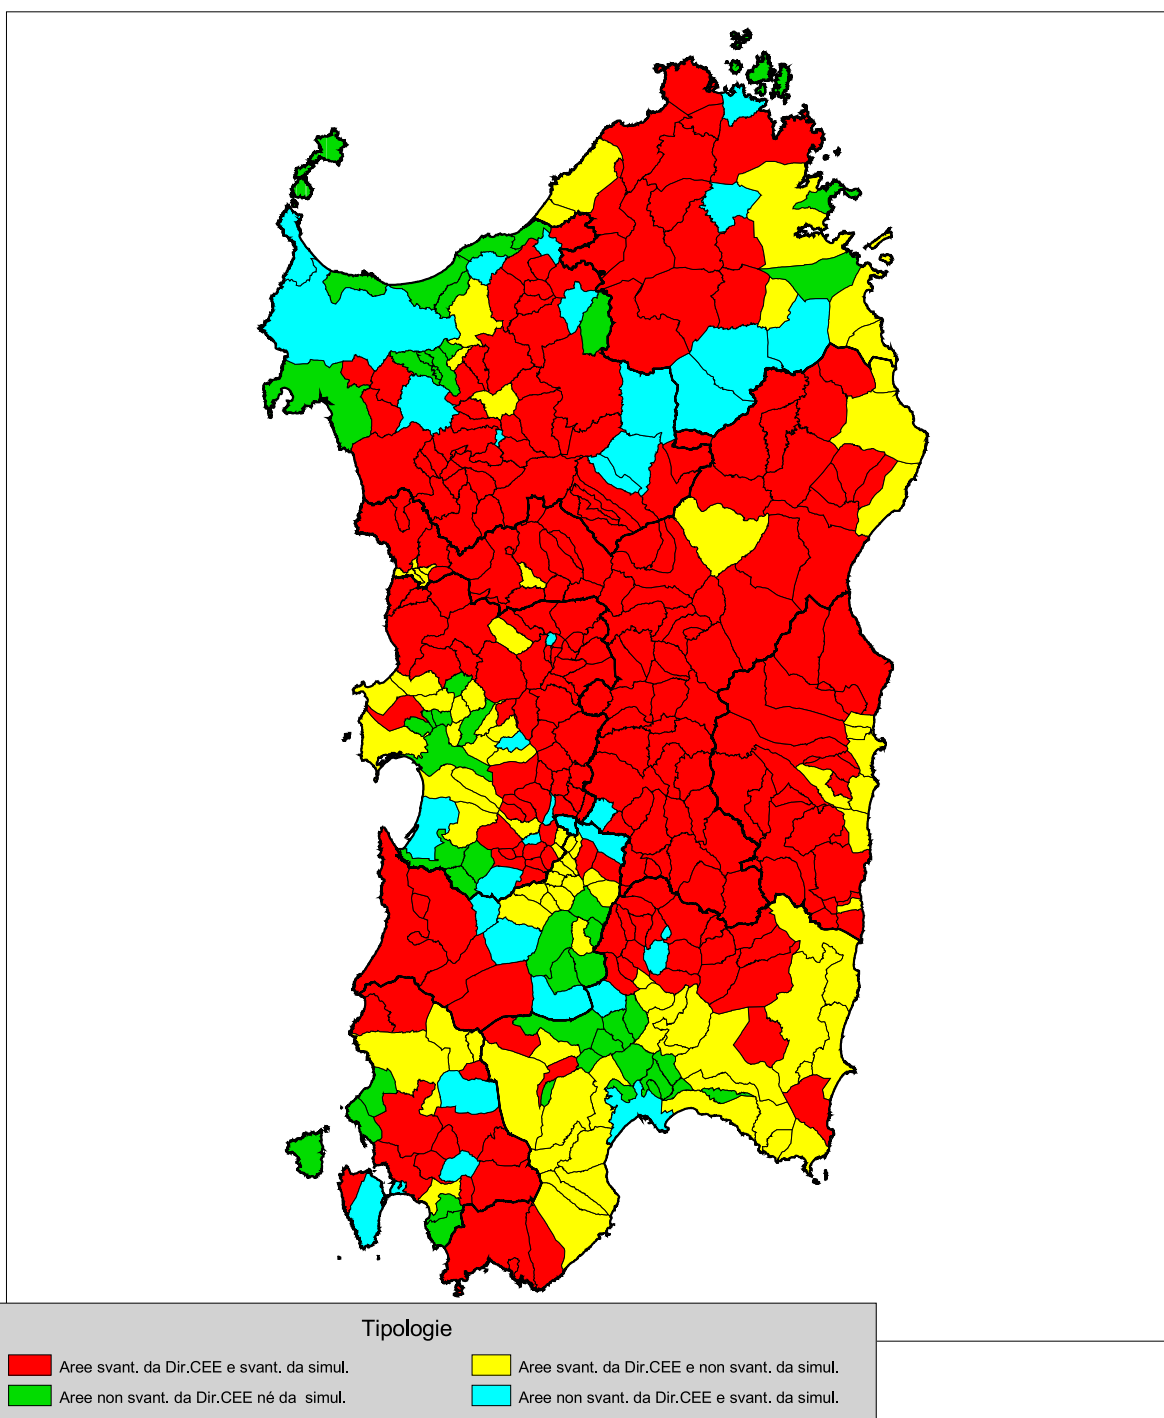 Tipologie
Aree svant. da Dir.CEE e svant. da simul.
Aree svant. da Dir.CEE e non svant. da simul.
Aree non svant. da Dir.CEE né da simul.
Aree non svant. da Dir.CEE e svant. da simul.